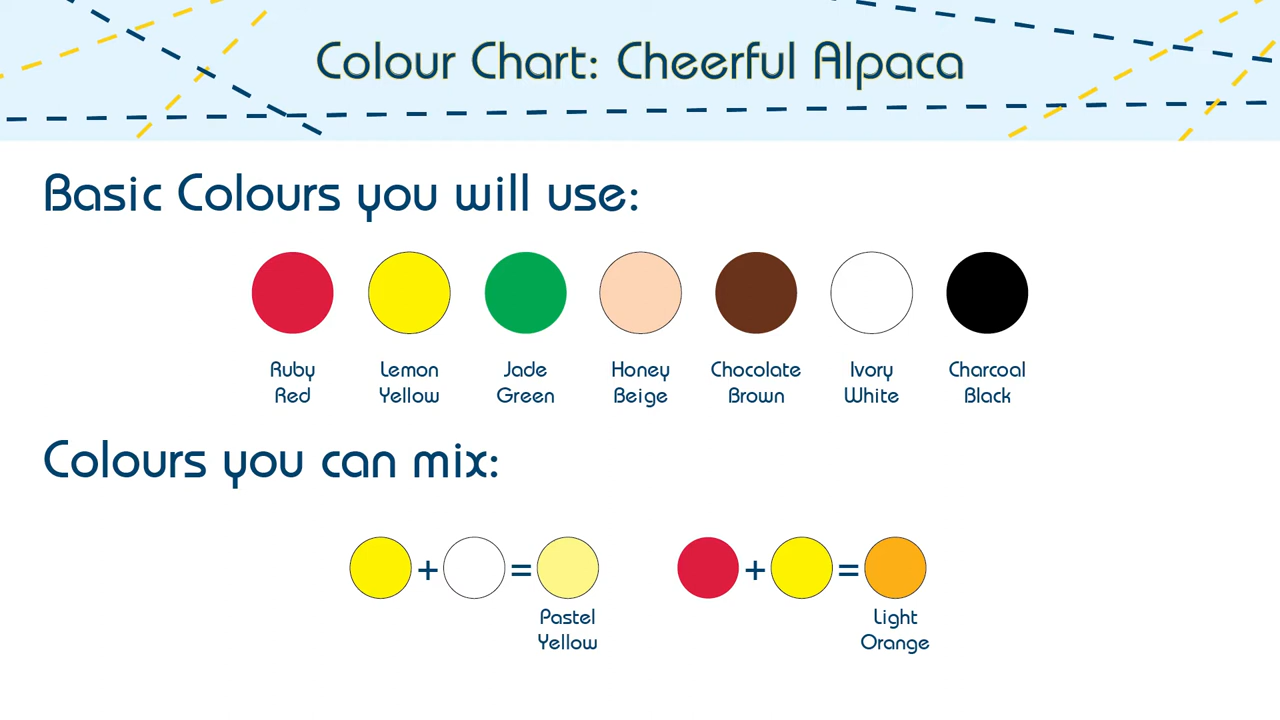 Colour Chart: Cheerful Alpaca
Basic Colours you will use:
Ruby Red
Lemon Yellow
Jade Green
Honey Beige
Chocolate Brown
Ivory White
Charcoal Black
Colours you can mix:
+ = + =
Pastel Yellow
Light Orange